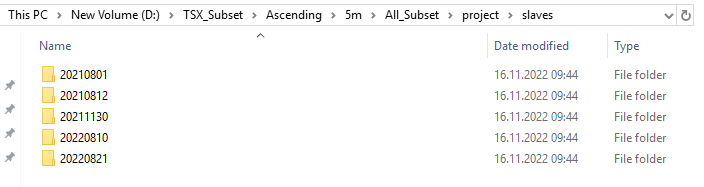 This PC > New Volume (D:) > TSX_Subset > Ascending > 5m > All_Subset > project > slaves
Name Date modified Type
20210801 16.11.2022 09:44 File folder
20210812 16.11.2022 09:44 File folder
20211130 16.11.2022 09:44 File folder
20220810 16.11.2022 09:44 File folder
20220821 16.11.2022 09:44 File folder